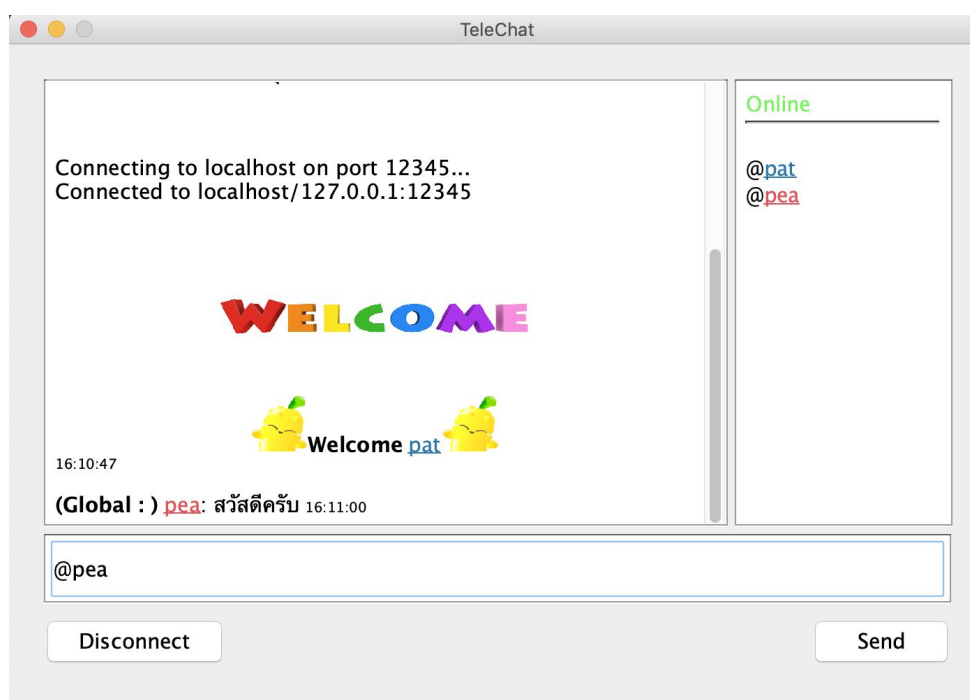 TeleChat
Connecting to localhost on port 12345...
Connected to localhost/127.0.0.1:12345
WELCOME
Welcome pat
16:10:47
(Global : ) pea: สวัสดีครับ 16:11:00
Online
@pat
@pea
@pea
Disconnect
Send